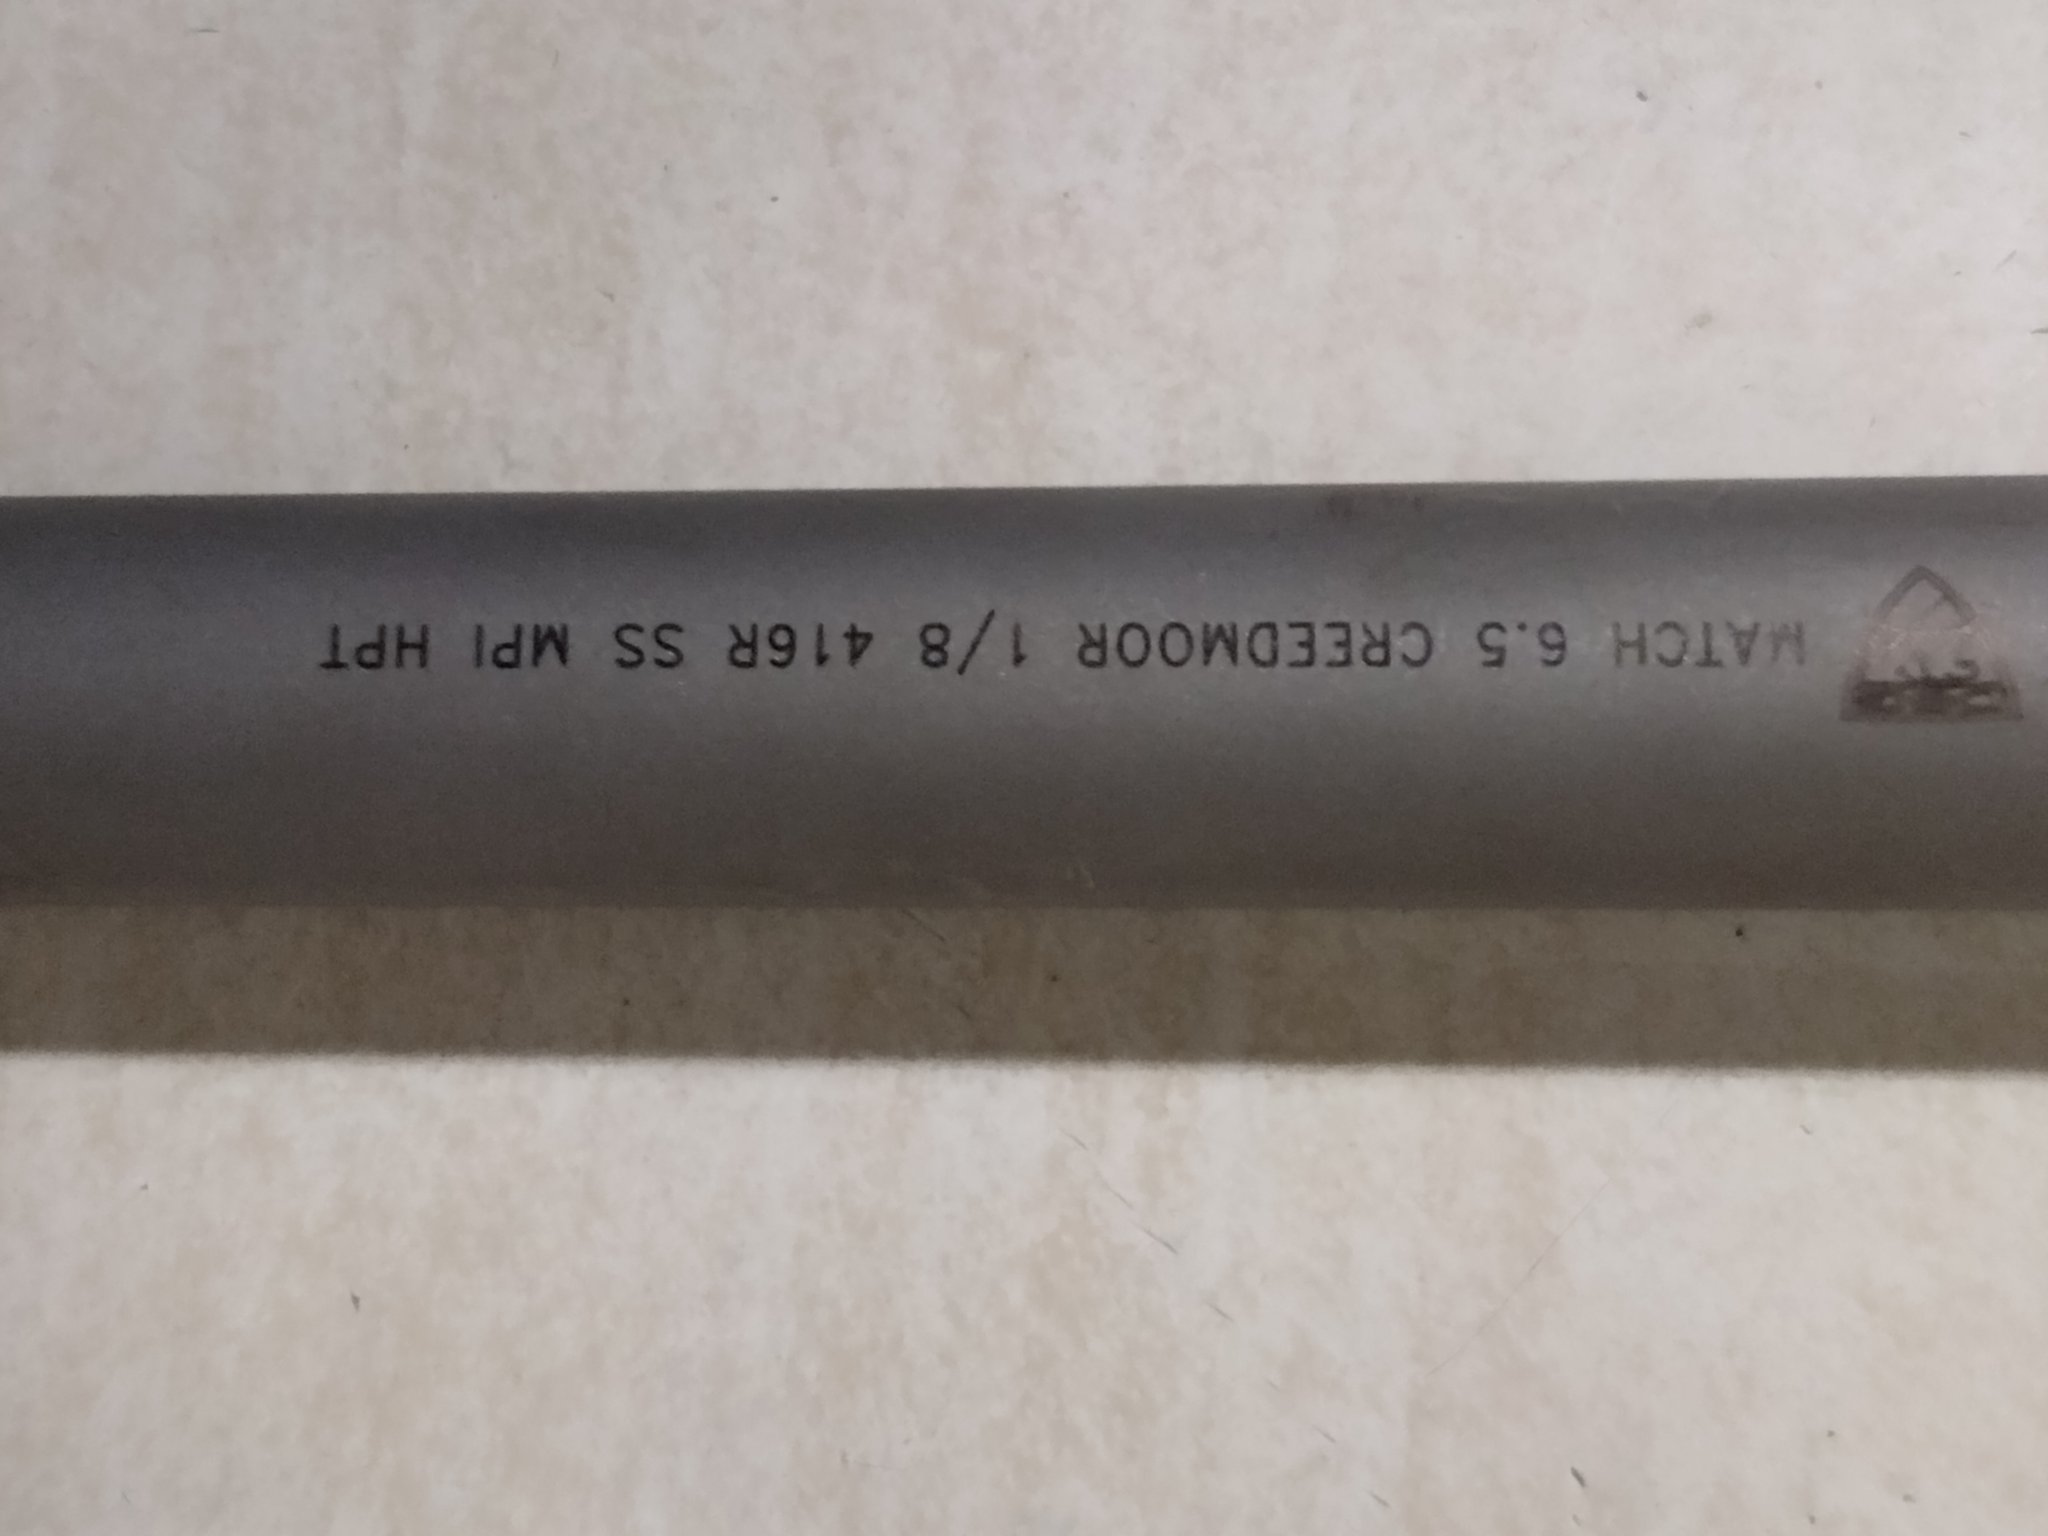 MATCH 6.5 CREEDMOOR 1/8 416R SS MPI HPT